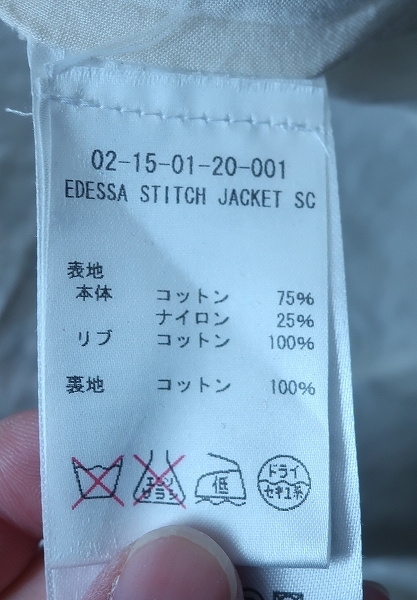 02-15-01-20-001
EDESSA STITCH JACKET SC
表地
本体 コットン 75%
ナイロン 25%
リブ コットン 100%
裏地 コットン 100%
エンソ
サラシ
低
ドライ
セキユ系